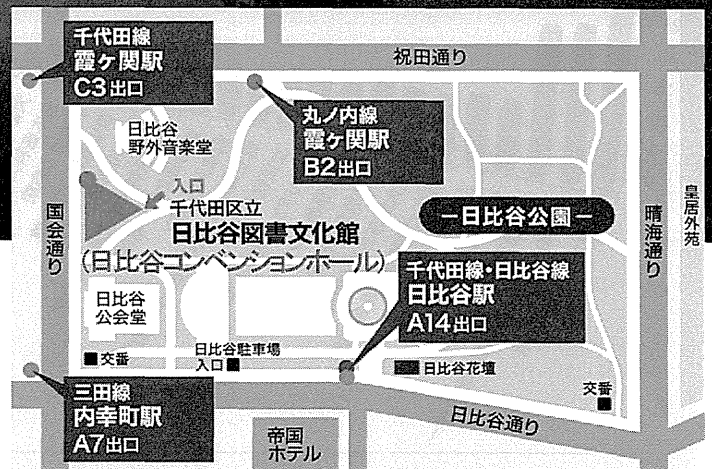 千代田線
霞ヶ関駅
C3出口
祝田通り
丸ノ内線
霞ヶ関駅
B2出口
日比谷
野外音楽堂
入口
千代田区立
日比谷図書文化館
(日比谷コンベンションホール)
国会通り
日比谷公園
晴海通り
皇居外苑
千代田線・日比谷線
日比谷駅
A14出口
日比谷
公会堂
交番
日比谷駐車場
入口
日比谷花壇
交番
三田線
内幸町駅
A7出口
帝国
ホテル
日比谷通り